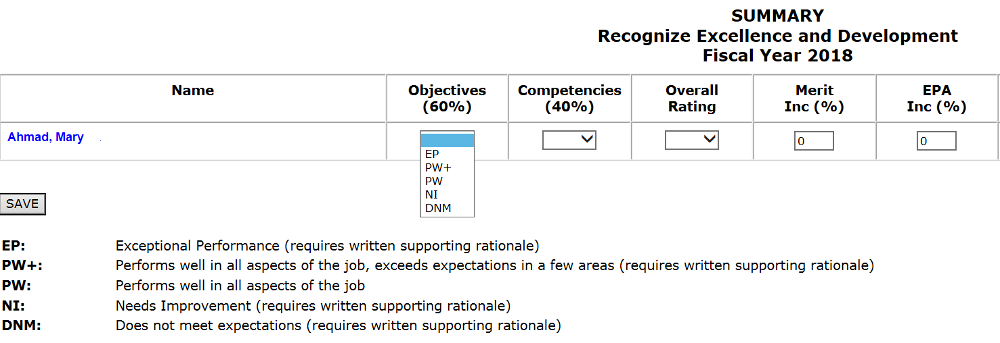 SUMMARY
Recognize Excellence and Development
Fiscal Year 2018
Name Objectives (60%) Competencies (40%) Overall Rating Merit Inc (%) EPA Inc (%)
Ahmad, Mary 0 0
EP
PW+
PW
NI
DNM
SAVE
EP: Exceptional Performance (requires written supporting rationale)
PW+: Performs well in all aspects of the job, exceeds expectations in a few areas (requires written supporting rationale)
PW: Performs well in all aspects of the job
NI: Needs Improvement (requires written supporting rationale)
DNM: Does not meet expectations (requires written supporting rationale)